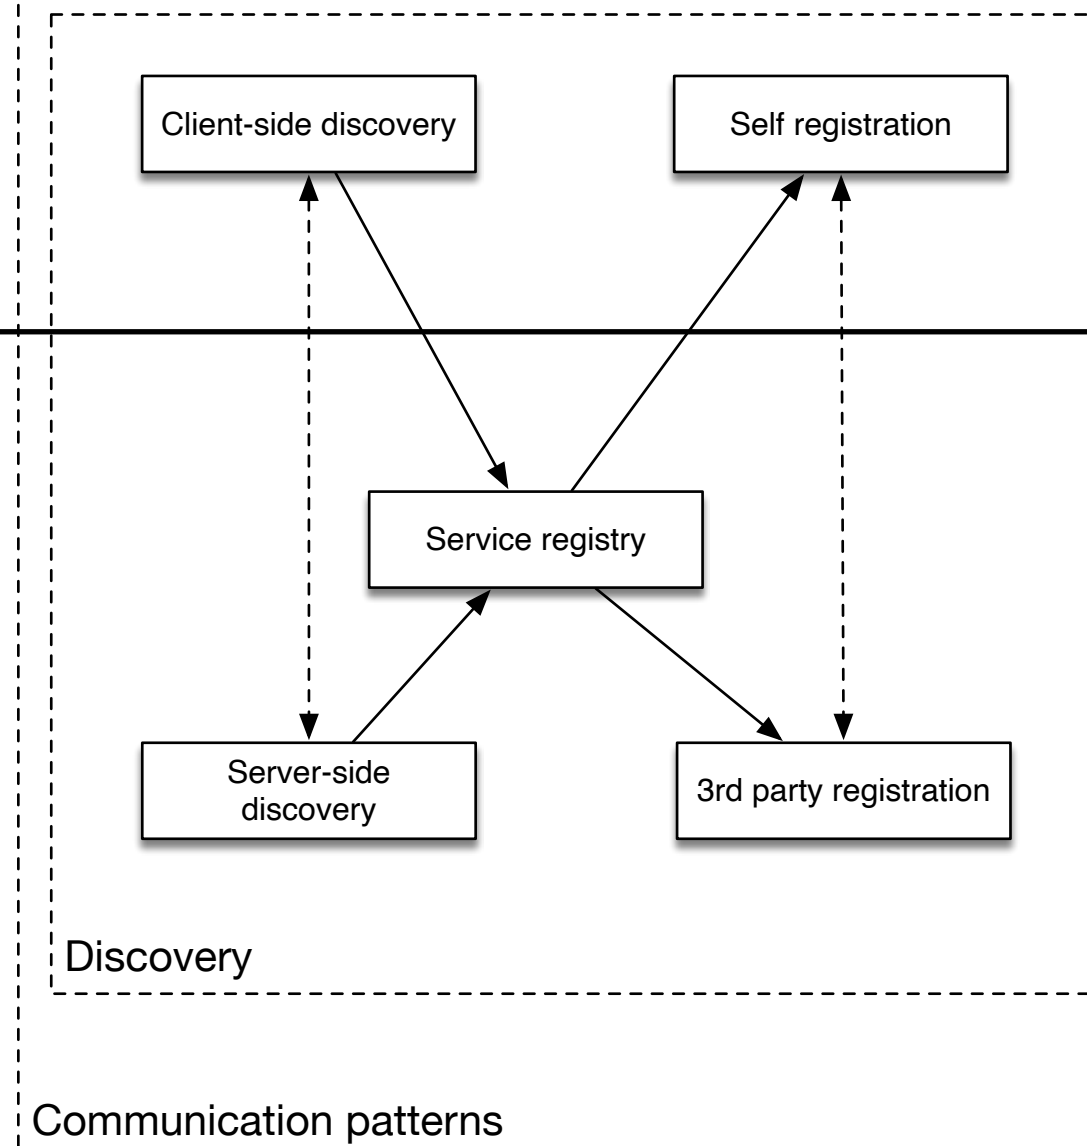 Client-side discovery
Self registration
Service registry
Server-side
discovery
3rd party registration
Discovery
Communication patterns